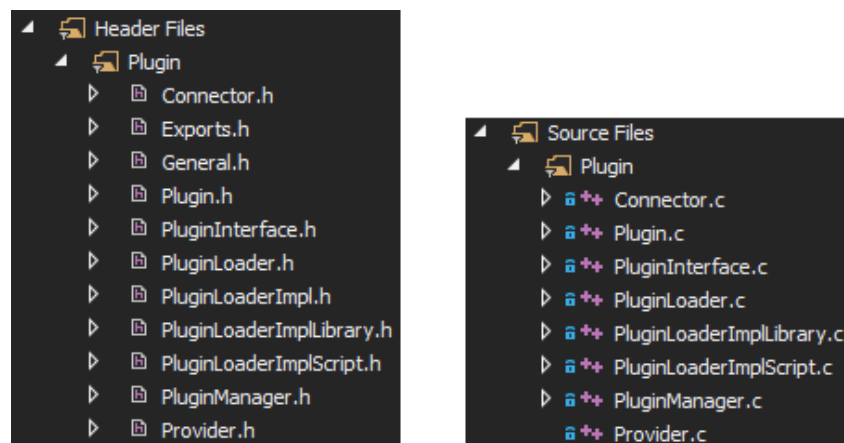 Header Files
Plugin
Connector.h
Exports.h
General.h
Plugin.h
PluginInterface.h
PluginLoader.h
PluginLoaderImpl.h
PluginLoaderImplLibrary.h
PluginLoaderImplScript.h
PluginManager.h
Provider.h
Source Files
Plugin
Connector.c
Plugin.c
PluginInterface.c
PluginLoader.c
PluginLoaderImplLibrary.c
PluginLoaderImplScript.c
PluginManager.c
Provider.c